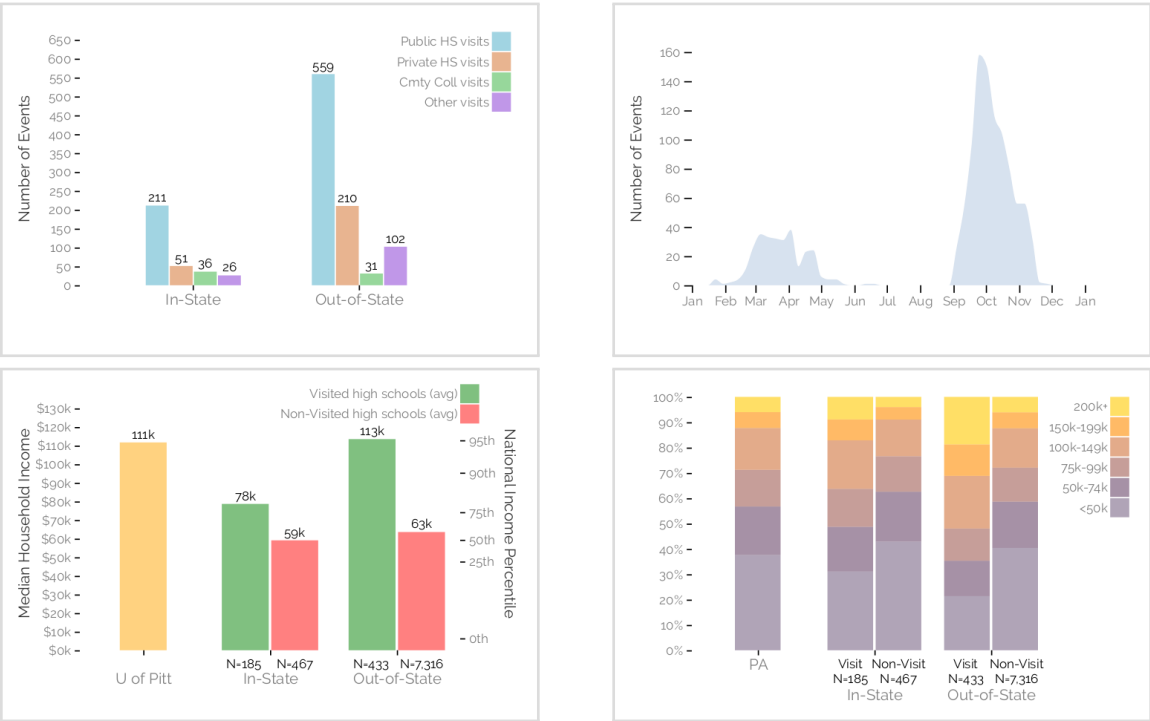 650
600
550
500
450
400
350
300
250
200
150
100
50
0
Number of Events
Public HS visits
Private HS visits
Cmty Coll visits
Other visits
211
51
36
26
559
210
31
102
In-State
Out-of-State
160
140
120
100
80
60
40
20
0
Number of Events
Jan Feb Mar Apr May Jun Jul Aug Sep Oct Nov Dec Jan
Visited high schools (avg)
Non-Visited high schools (avg)
$130k
$120k
$110k
$100k
$90k
$80k
$70k
$60k
$50k
$40k
$30k
$20k
$10k
$0k
Median Household Income
111k
78k
59k
113k
63k
95th
90th
75th
50th
25th
0th
National Income Percentile
N=185 N=467 N=433 N=7,316
U of Pitt In-State Out-of-State
100%
90%
80%
70%
60%
50%
40%
30%
20%
10%
0%
200k+
150k-199k
100k-149k
75k-99k
50k-74k
<50k
PA
Visit Non-Visit Visit Non-Visit
N=185 N=467 N=433 N=7,316
In-State Out-of-State